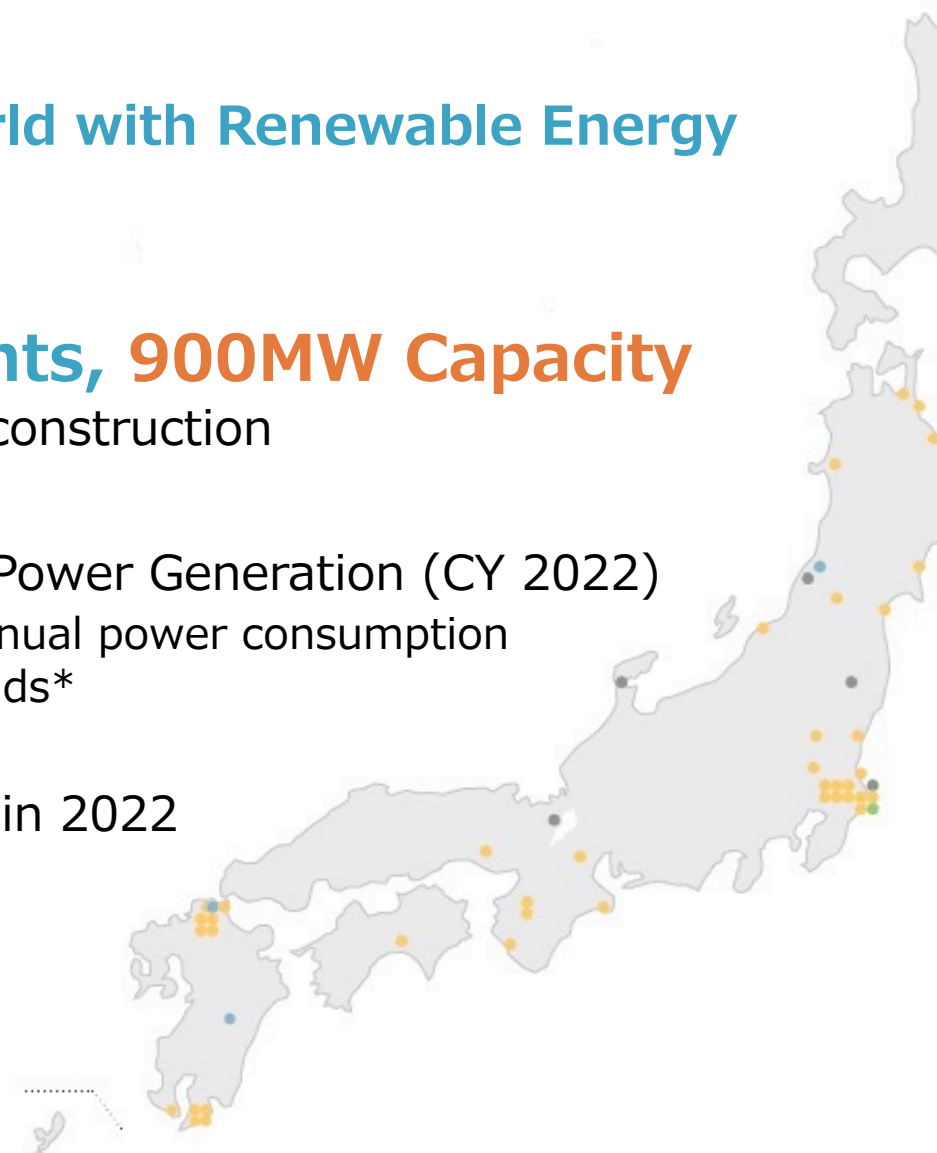 rld with Renewable Energy
nts, 900MW Capacity
construction
Power Generation (CY 2022)
nual power consumption
ds*
in 2022